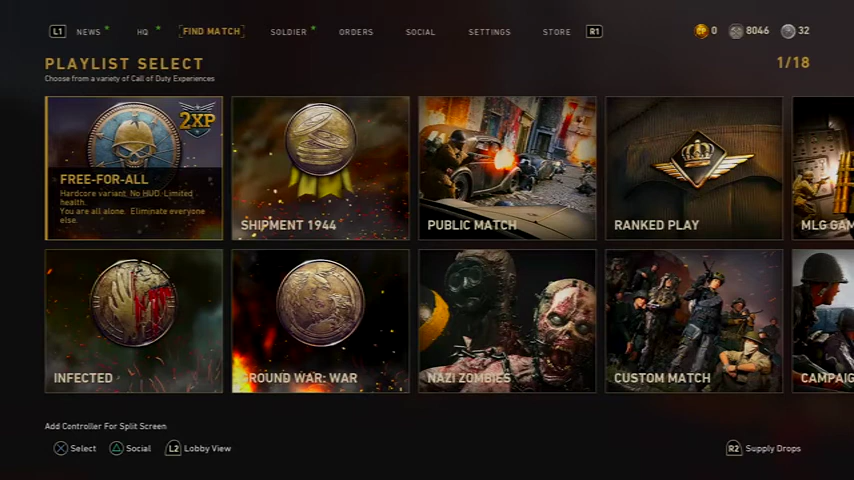 L1 NEWS HQ FIND MATCH SOLDIER ORDERS SOCIAL SETTINGS STORE R1 0 8046 32
PLAYLIST SELECT
1/18
Choose from a variety of Call of Duty Experiences
2XP
FREE-FOR-ALL
Hardcore variant. No HUD. Limited
health.
You are all alone. Eliminate everyone
else.
SHIPMENT 1944
PUBLIC MATCH
RANKED PLAY
MLG GAM
INFECTED
GROUND WAR: WAR
NAZI ZOMBIES
CUSTOM MATCH
CAMPAIG
Add Controller For Split Screen
Select Social L2 Lobby View R2 Supply Drops